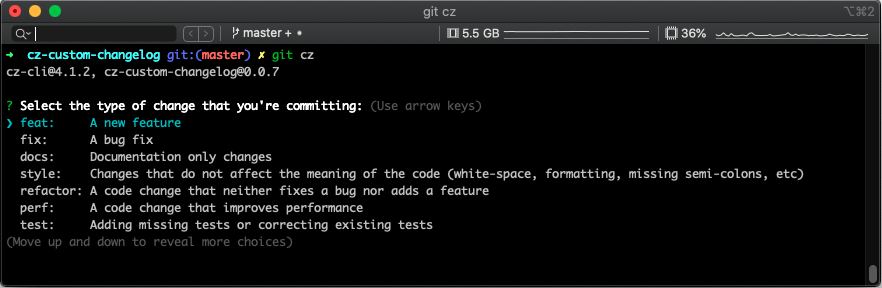 git cz
⌥⌘2
master + •
5.5 GB
36%
➜ cz-custom-changelog git:(master) ✗ git cz
cz-cli@4.1.2, cz-custom-changelog@0.0.7
? Select the type of change that you're committing: (Use arrow keys)
❯ feat: A new feature
fix: A bug fix
docs: Documentation only changes
style: Changes that do not affect the meaning of the code (white-space, formatting, missing semi-colons, etc)
refactor: A code change that neither fixes a bug nor adds a feature
perf: A code change that improves performance
test: Adding missing tests or correcting existing tests
(Move up and down to reveal more choices)